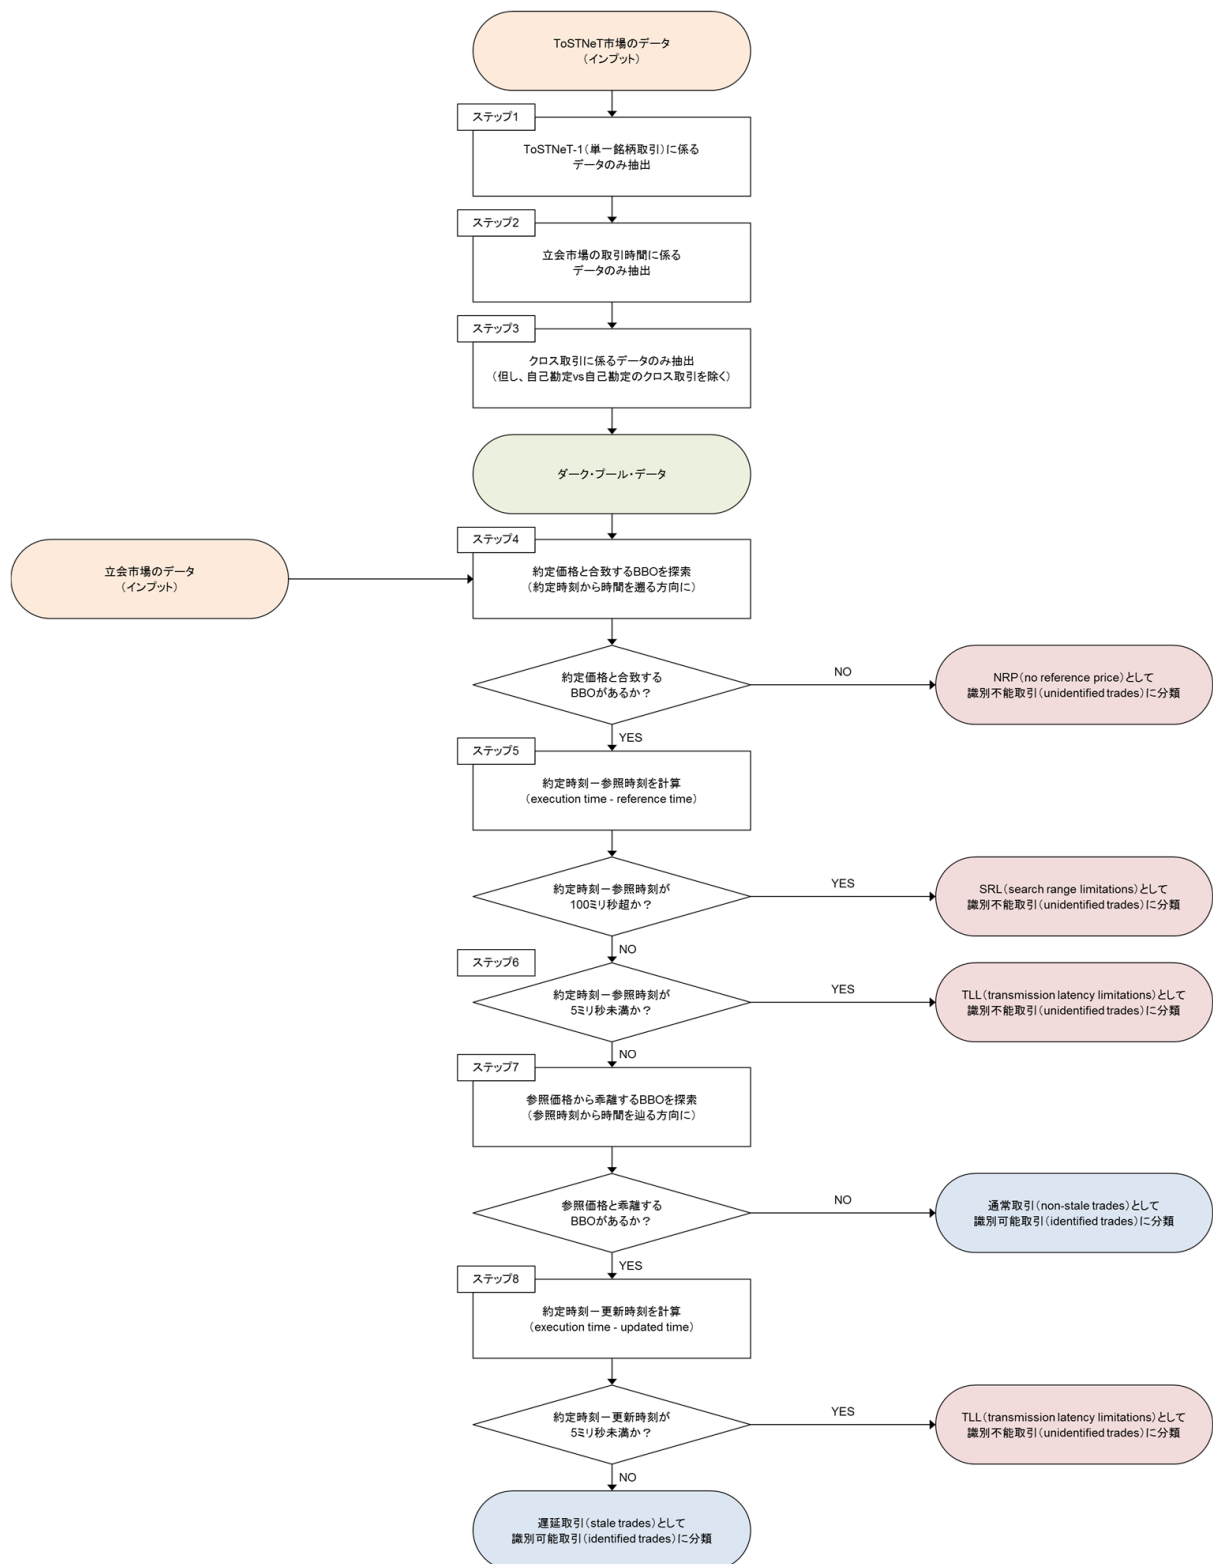 ToSTNeT市場のデータ
（インプット）
ステップ1
ToSTNeT-1（単一銘柄取引）に係る
データのみ抽出
ステップ2
立会市場の取引時間に係る
データのみ抽出
ステップ3
クロス取引に係るデータのみ抽出
（但し、自己勘定vs自己勘定のクロス取引を除く）
ダーク・プール・データ
ステップ4
立会市場のデータ
（インプット）
約定価格と合致するBBOを探索
（約定時刻から時間を遡る方向に）
約定価格と合致する
BBOがあるか？
NO
NRP（no reference price）として
識別不能取引（unidentified trades）に分類
YES
ステップ5
約定時刻－参照時刻を計算
（execution time - reference time）
約定時刻－参照時刻が
100ミリ秒超か？
YES
SRL（search range limitations）として
識別不能取引（unidentified trades）に分類
NO
ステップ6
約定時刻－参照時刻が
5ミリ秒未満か？
YES
TLL（transmission latency limitations）として
識別不能取引（unidentified trades）に分類
NO
ステップ7
参照価格から乖離するBBOを探索
（参照時刻から時間を辿る方向に）
参照価格と乖離する
BBOがあるか？
NO
通常取引（non-stale trades）として
識別可能取引（identified trades）に分類
YES
ステップ8
約定時刻－更新時刻を計算
（execution time - updated time）
約定時刻－更新時刻が
5ミリ秒未満か？
YES
TLL（transmission latency limitations）として
識別不能取引（unidentified trades）に分類
NO
遅延取引（stale trades）として
識別可能取引（identified trades）に分類